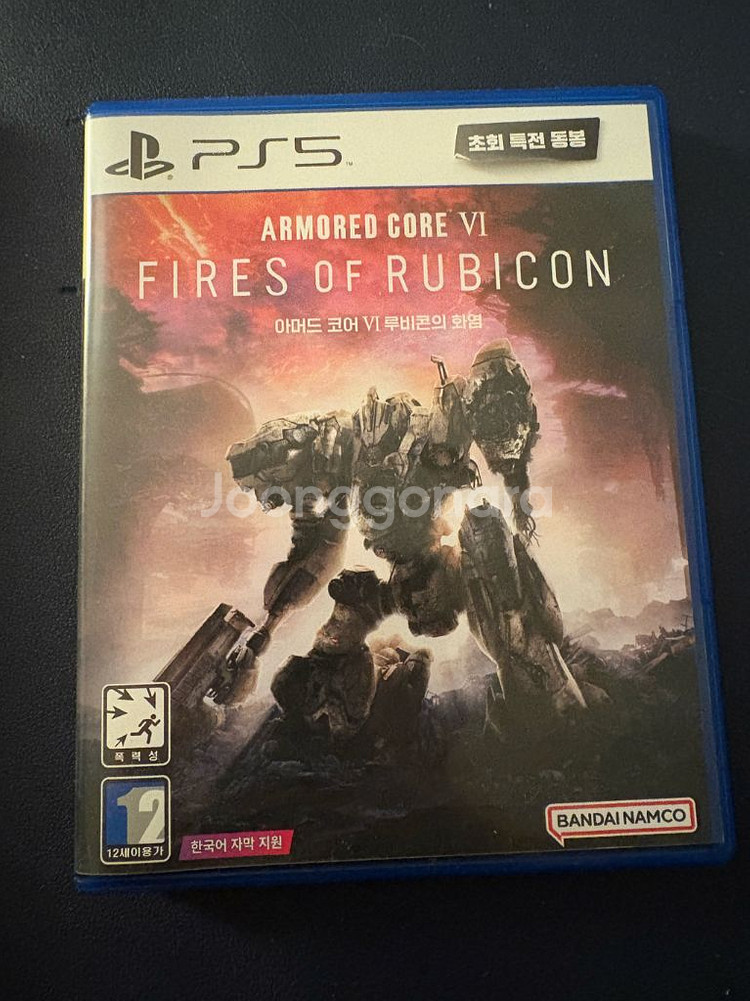 PS5
초회 특전 동봉
ARMORED CORE VI
FIRES OF RUBICON
아머드 코어 VI 루비콘의 화염
Joonggonara
폭력성
12
12세이용가
한국어 자막 지원
BANDAI NAMCO